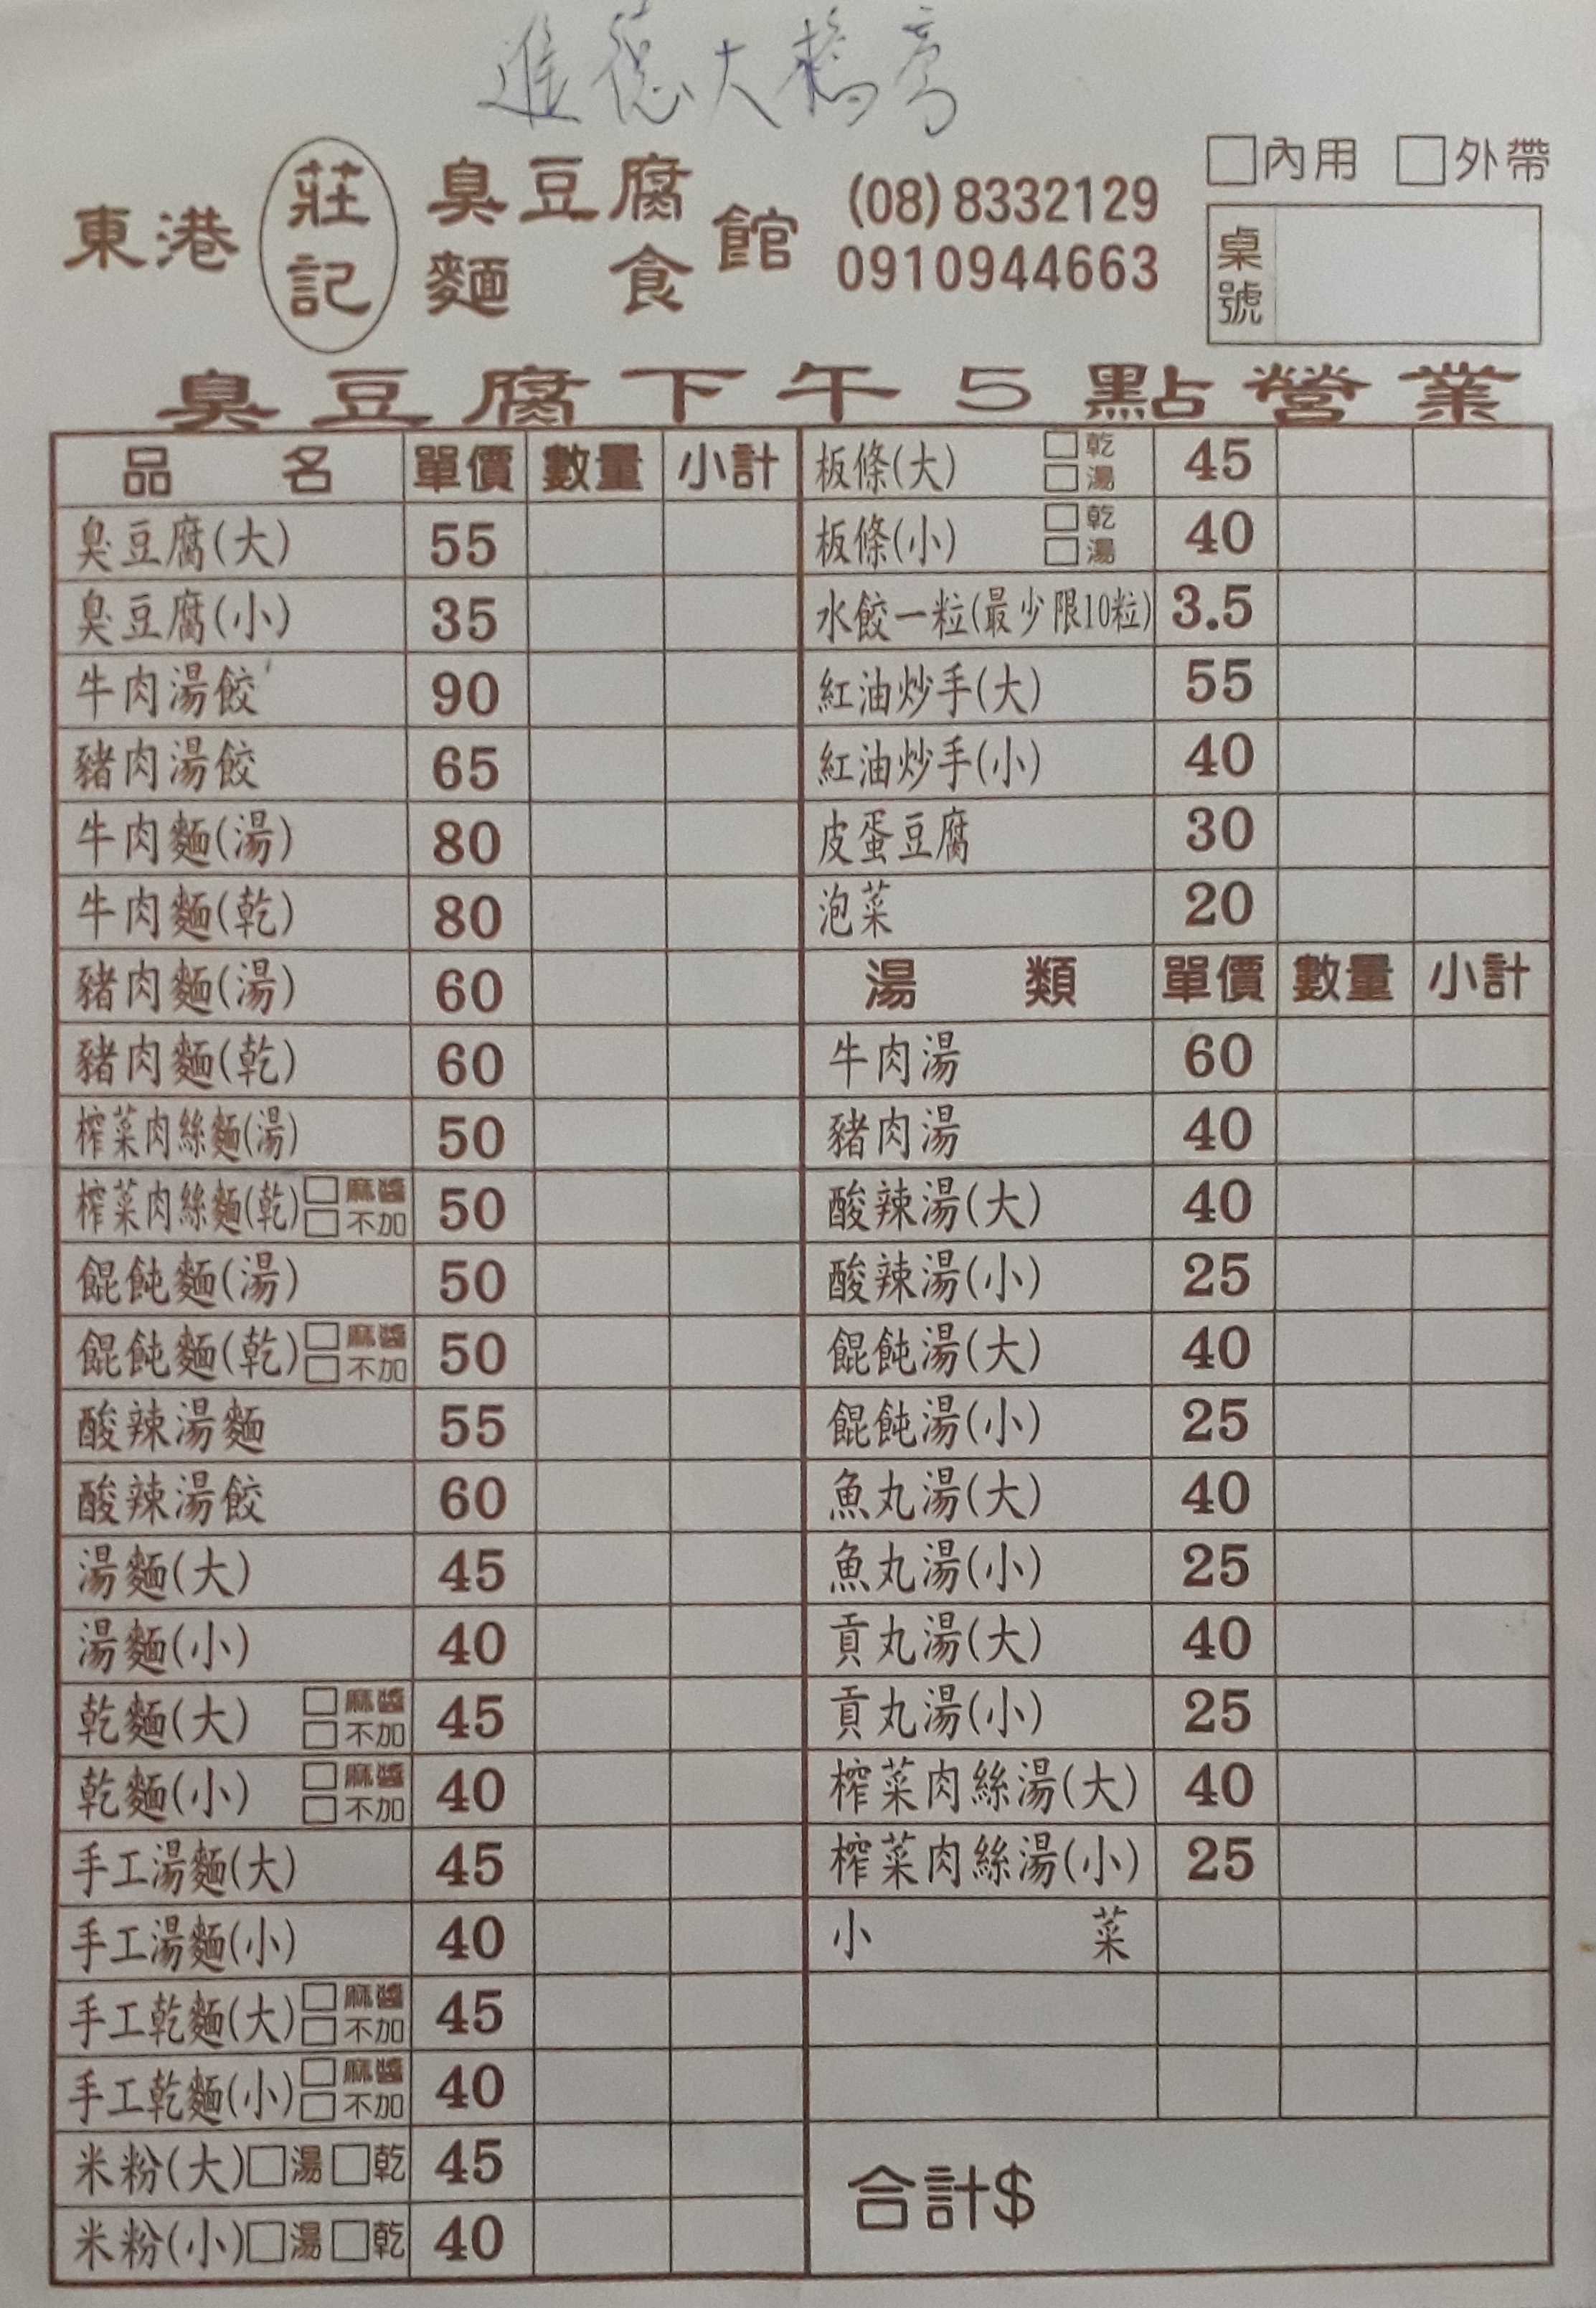 進德大橋旁
東港 莊記 臭豆腐麵食館 (08)8332129 0910944663
□內用 □外帶
桌號
臭豆腐下午5點營業
品名 單價 數量 小計
臭豆腐(大) 55
臭豆腐(小) 35
牛肉湯餃 90
豬肉湯餃 65
牛肉麵(湯) 80
牛肉麵(乾) 80
豬肉麵(湯) 60
豬肉麵(乾) 60
榨菜肉絲麵(湯) 50
榨菜肉絲麵(乾) □麻醬 □不加 50
餛飩麵(湯) 50
餛飩麵(乾) □麻醬 □不加 50
酸辣湯麵 55
酸辣湯餃 60
湯麵(大) 45
湯麵(小) 40
乾麵(大) □麻醬 □不加 45
乾麵(小) □麻醬 □不加 40
手工湯麵(大) 45
手工湯麵(小) 40
手工乾麵(大) □麻醬 □不加 45
手工乾麵(小) □麻醬 □不加 40
米粉(大) □湯 □乾 45
米粉(小) □湯 □乾 40
板條(大) □乾 □湯 45
板條(小) □乾 □湯 40
水餃一粒(最少限10粒) 3.5
紅油炒手(大) 55
紅油炒手(小) 40
皮蛋豆腐 30
泡菜 20
湯類 單價 數量 小計
牛肉湯 60
豬肉湯 40
酸辣湯(大) 40
酸辣湯(小) 25
餛飩湯(大) 40
餛飩湯(小) 25
魚丸湯(大) 40
魚丸湯(小) 25
貢丸湯(大) 40
貢丸湯(小) 25
榨菜肉絲湯(大) 40
榨菜肉絲湯(小) 25
小菜
合計$